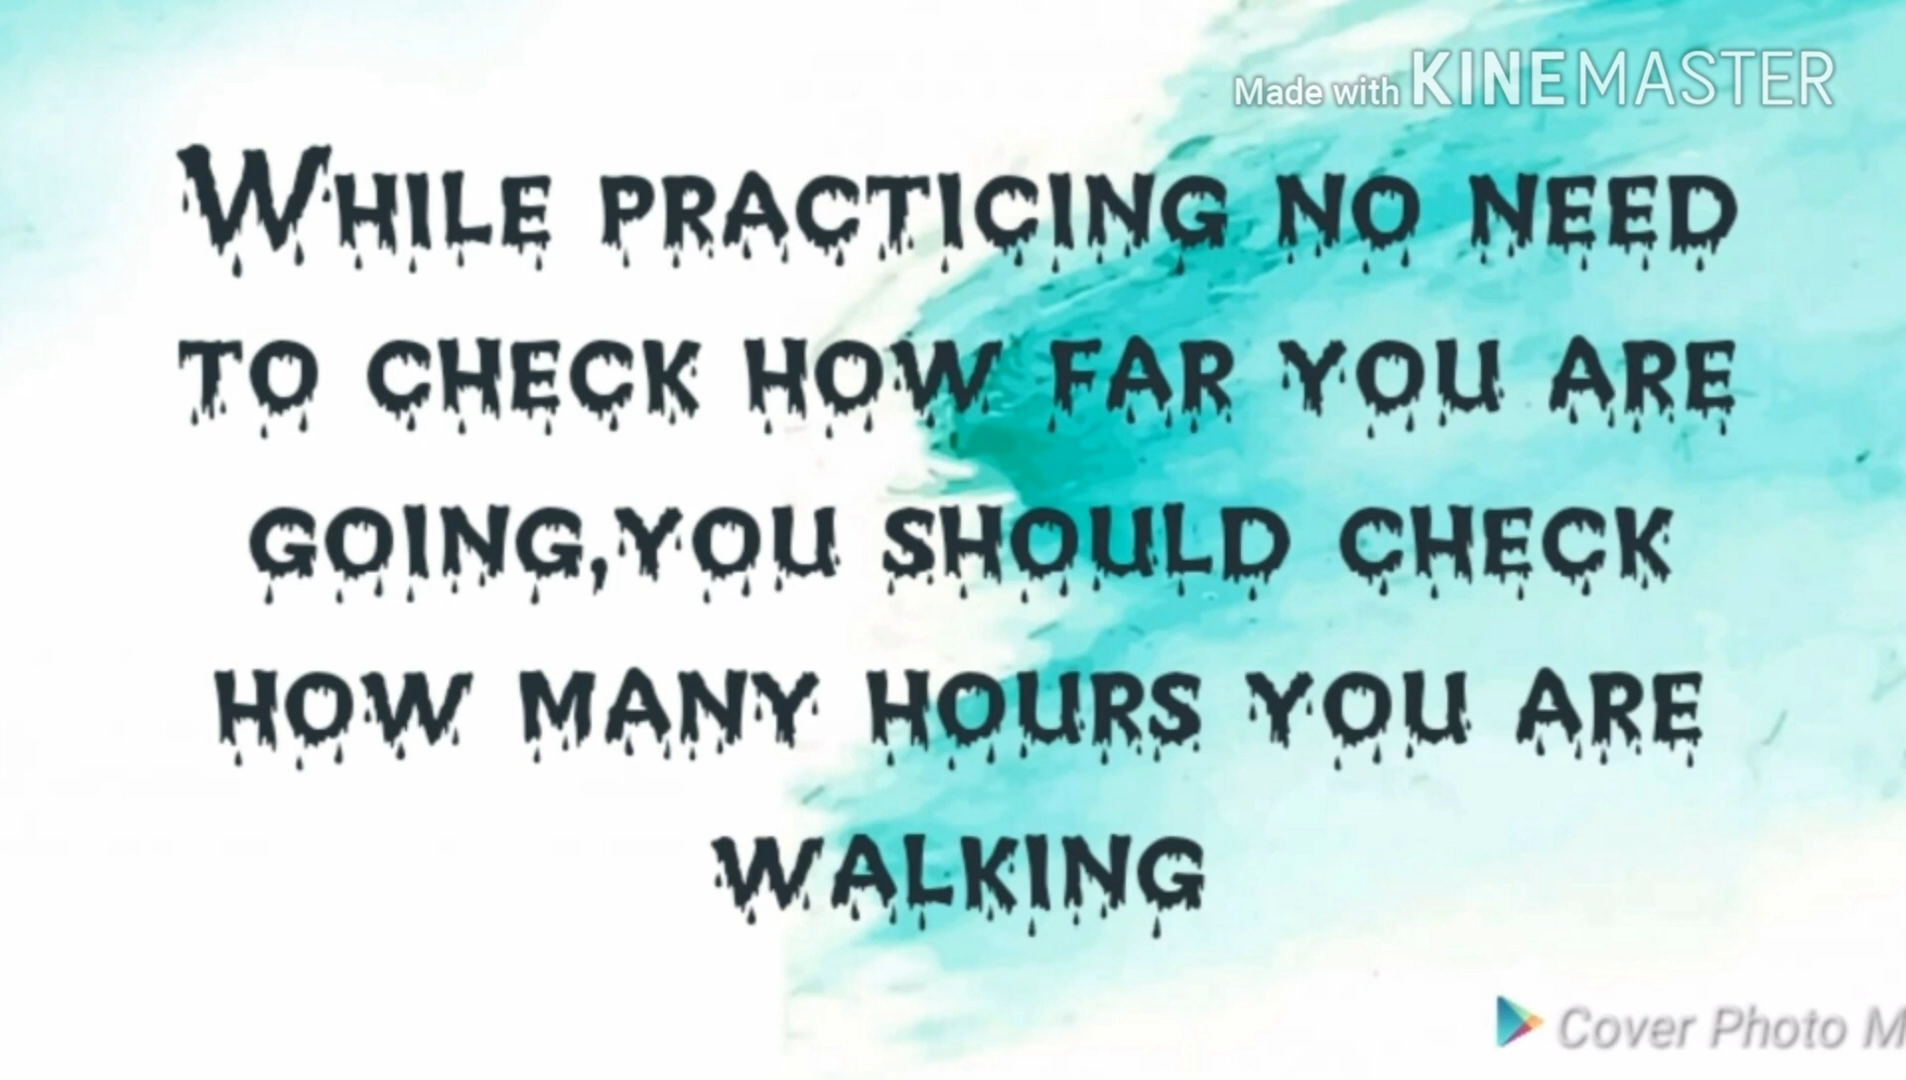 Made with KINEMASTER
While practicing no need
to check how far you are
going,you should check
how many hours you are
walking
Cover Photo M